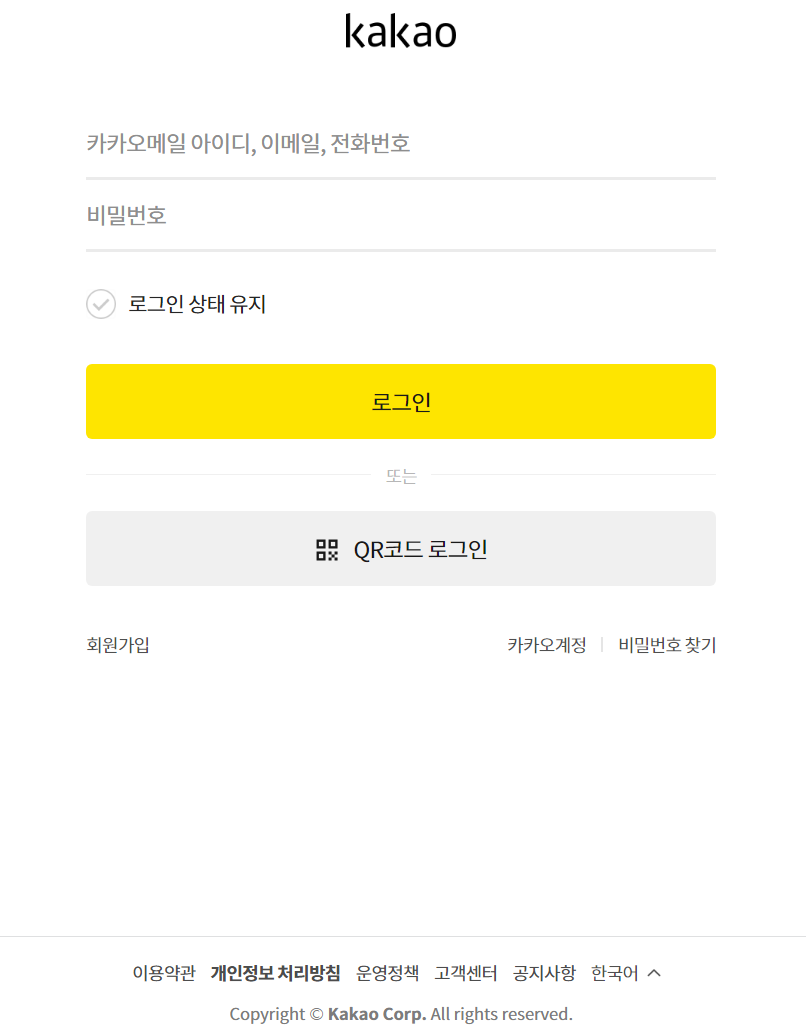 kakao
카카오메일 아이디, 이메일, 전화번호
비밀번호
로그인 상태 유지
로그인
또는
QR코드 로그인
회원가입 카카오계정 비밀번호 찾기
이용약관 개인정보 처리방침 운영정책 고객센터 공지사항 한국어
Copyright © Kakao Corp. All rights reserved.